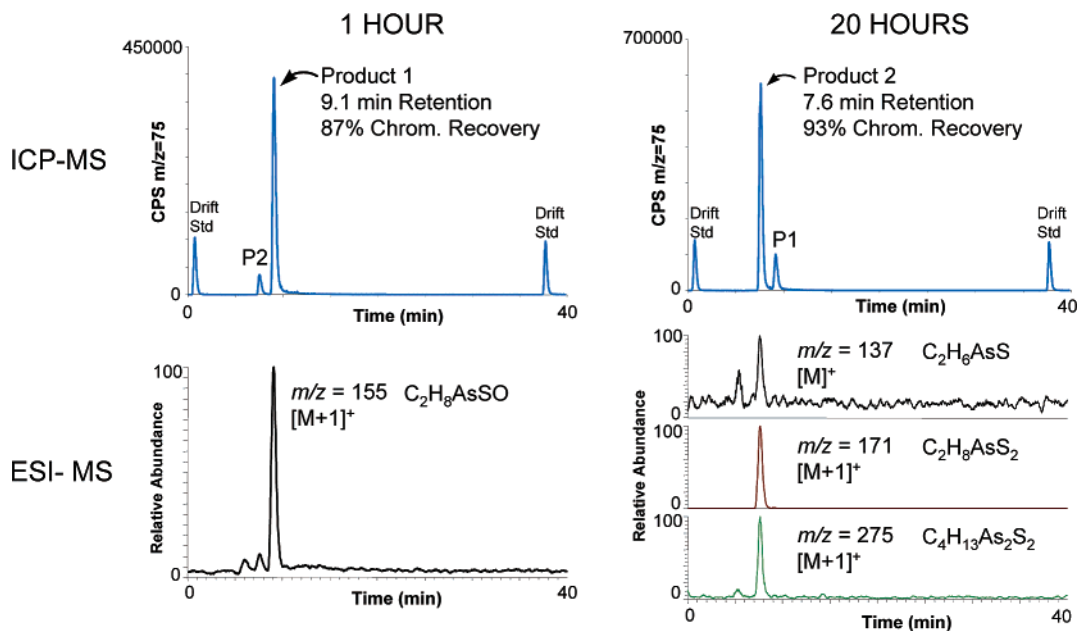 1 HOUR
20 HOURS
ICP-MS
450000
CPS m/z=75
0
Drift
Std
P2
Product 1
9.1 min Retention
87% Chrom. Recovery
Drift
Std
0
Time (min)
40
700000
CPS m/z=75
0
Drift
Std
Product 2
7.6 min Retention
93% Chrom. Recovery
P1
Drift
Std
0
Time (min)
40
ESI- MS
100
Relative Abundance
0
m/z = 155 C₂H₈AsSO
[M+1]⁺
0
Time (min)
40
100
0
m/z = 137 C₂H₆AsS
[M]⁺
100
Relative Abundance
0
m/z = 171 C₂H₈AsS₂
[M+1]⁺
100
0
m/z = 275 C₄H₁₃As₂S₂
[M+1]⁺
0
Time (min)
40